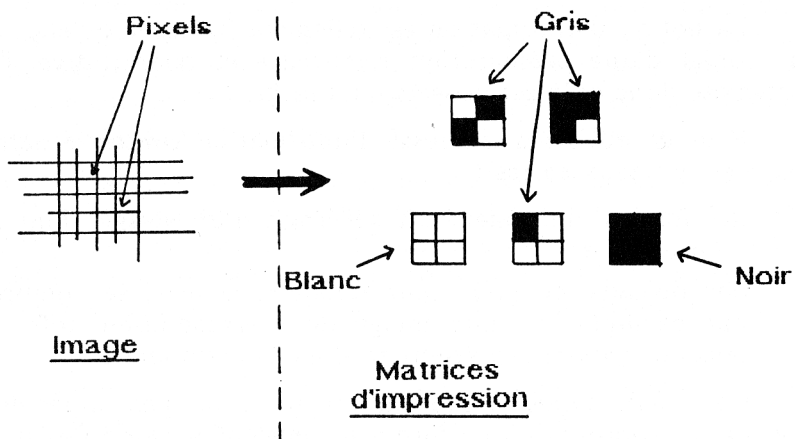 Pixels
Gris
Blanc
Noir
Image
Matrices
d'impression